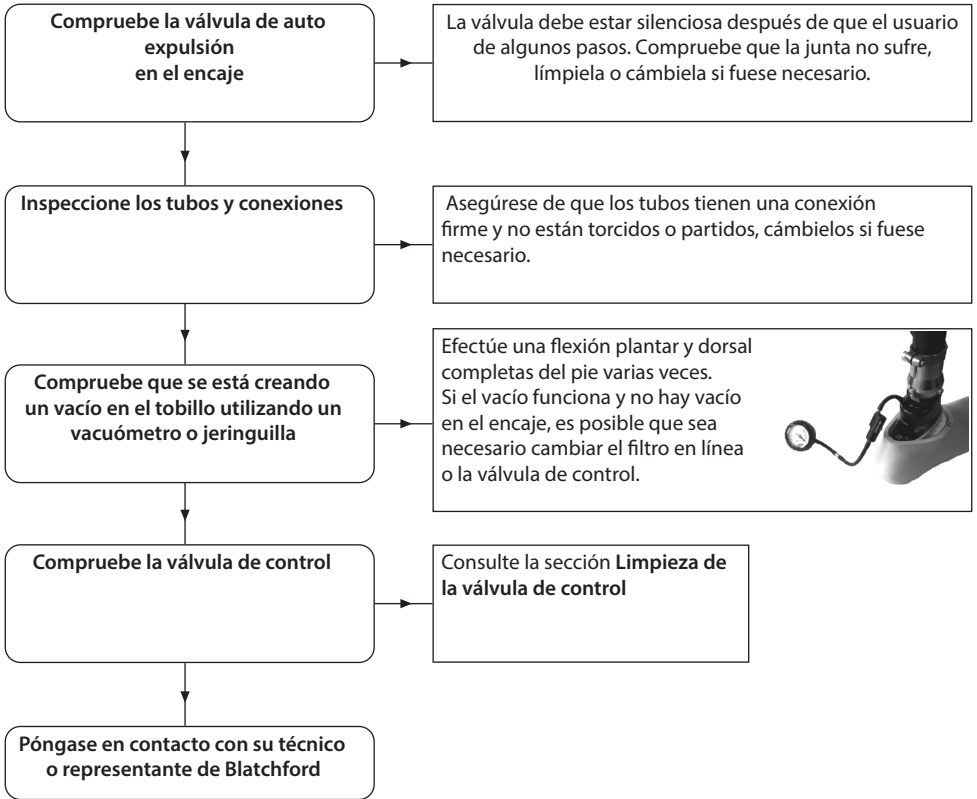 Compruebe la válvula de auto
expulsión
en el encaje
La válvula debe estar silenciosa después de que el usuario
de algunos pasos. Compruebe que la junta no sufre,
límpiela o cámbiela si fuese necesario.
Inspeccione los tubos y conexiones
Asegúrese de que los tubos tienen una conexión
firme y no están torcidos o partidos, cámbielos si fuese
necesario.
Compruebe que se está creando
un vacío en el tobillo utilizando un
vacuómetro o jeringuilla
Efectúe una flexión plantar y dorsal
completas del pie varias veces.
Si el vacío funciona y no hay vacío
en el encaje, es posible que sea
necesario cambiar el filtro en línea
o la válvula de control.
Compruebe la válvula de control
Consulte la sección Limpieza de
la válvula de control
Póngase en contacto con su técnico
o representante de Blatchford